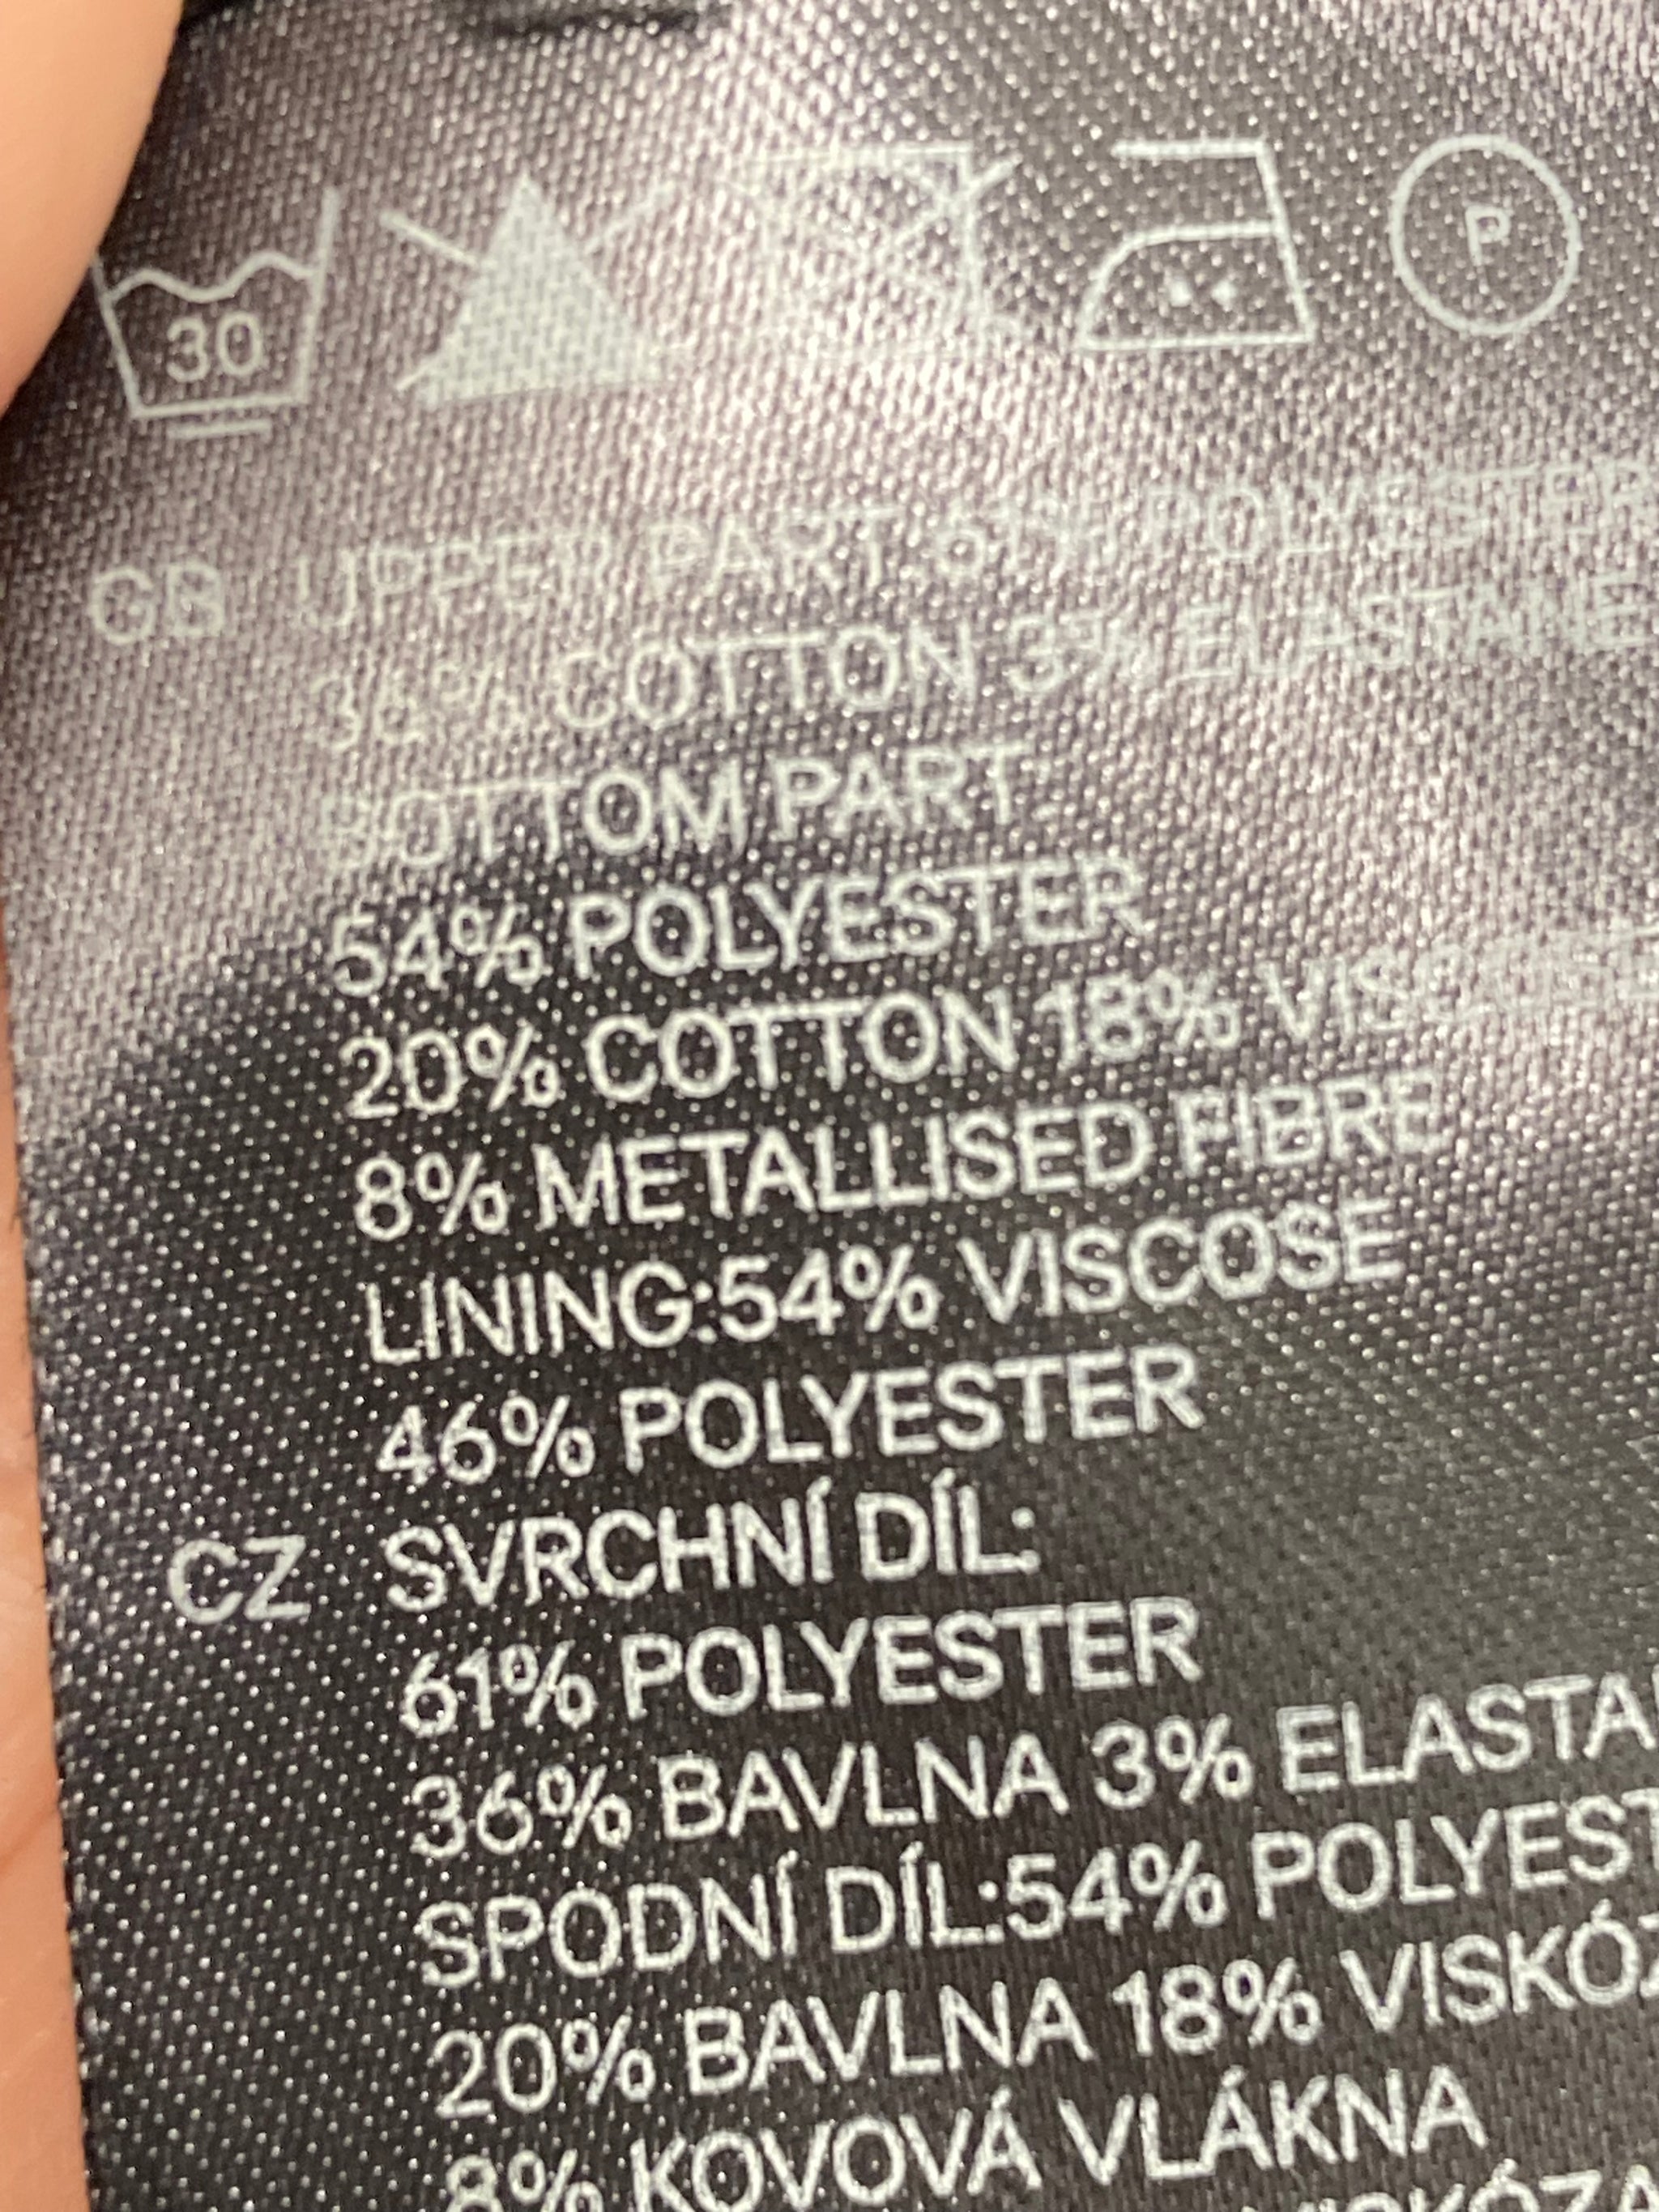 30
P
GB UPPER PART:61% POLYESTER
36% COTTON 3% ELASTANE
BOTTOM PART:
54% POLYESTER
20% COTTON 18% VISCOSE
8% METALLISED FIBRE
LINING:54% VISCOSE
46% POLYESTER
CZ SVRCHNÍ DÍL:
61% POLYESTER
36% BAVLNA 3% ELASTA
SPODNÍ DÍL:54% POLYEST
20% BAVLNA 18% VISKÓZ
8% KOVOVÁ VLÁKNA